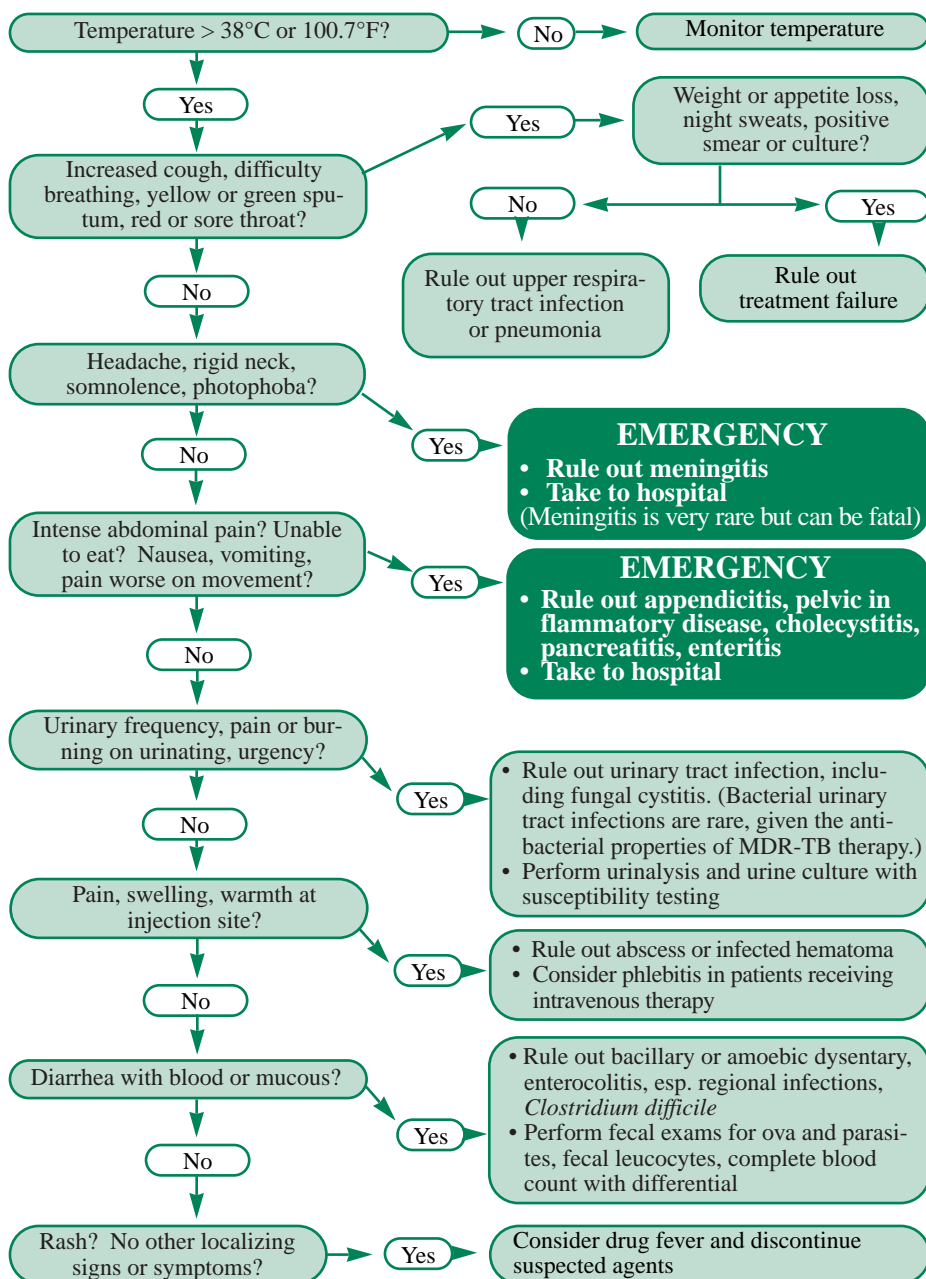 Temperature > 38°C or 100.7°F?
No
Monitor temperature
Yes
Increased cough, difficulty
breathing, yellow or green spu-
tum, red or sore throat?
Yes
Weight or appetite loss,
night sweats, positive
smear or culture?
No
Rule out upper respira-
tory tract infection
or pneumonia
Yes
Rule out
treatment failure
No
Headache, rigid neck,
somnolence, photophoba?
Yes
EMERGENCY
• Rule out meningitis
• Take to hospital
(Meningitis is very rare but can be fatal)
No
Intense abdominal pain? Unable
to eat? Nausea, vomiting,
pain worse on movement?
Yes
EMERGENCY
• Rule out appendicitis, pelvic in
flammatory disease, cholecystitis,
pancreatitis, enteritis
• Take to hospital
No
Urinary frequency, pain or bur-
ning on urinating, urgency?
Yes
• Rule out urinary tract infection, inclu-
ding fungal cystitis. (Bacterial urinary
tract infections are rare, given the anti-
bacterial properties of MDR-TB therapy.)
• Perform urinalysis and urine culture with
susceptibility testing
No
Pain, swelling, warmth at
injection site?
Yes
• Rule out abscess or infected hematoma
• Consider phlebitis in patients receiving
intravenous therapy
No
Diarrhea with blood or mucous?
Yes
• Rule out bacillary or amoebic dysentary,
enterocolitis, esp. regional infections,
Clostridium difficile
• Perform fecal exams for ova and parasi-
tes, fecal leucocytes, complete blood
count with differential
No
Rash? No other localizing
signs or symptoms?
Yes
Consider drug fever and discontinue
suspected agents